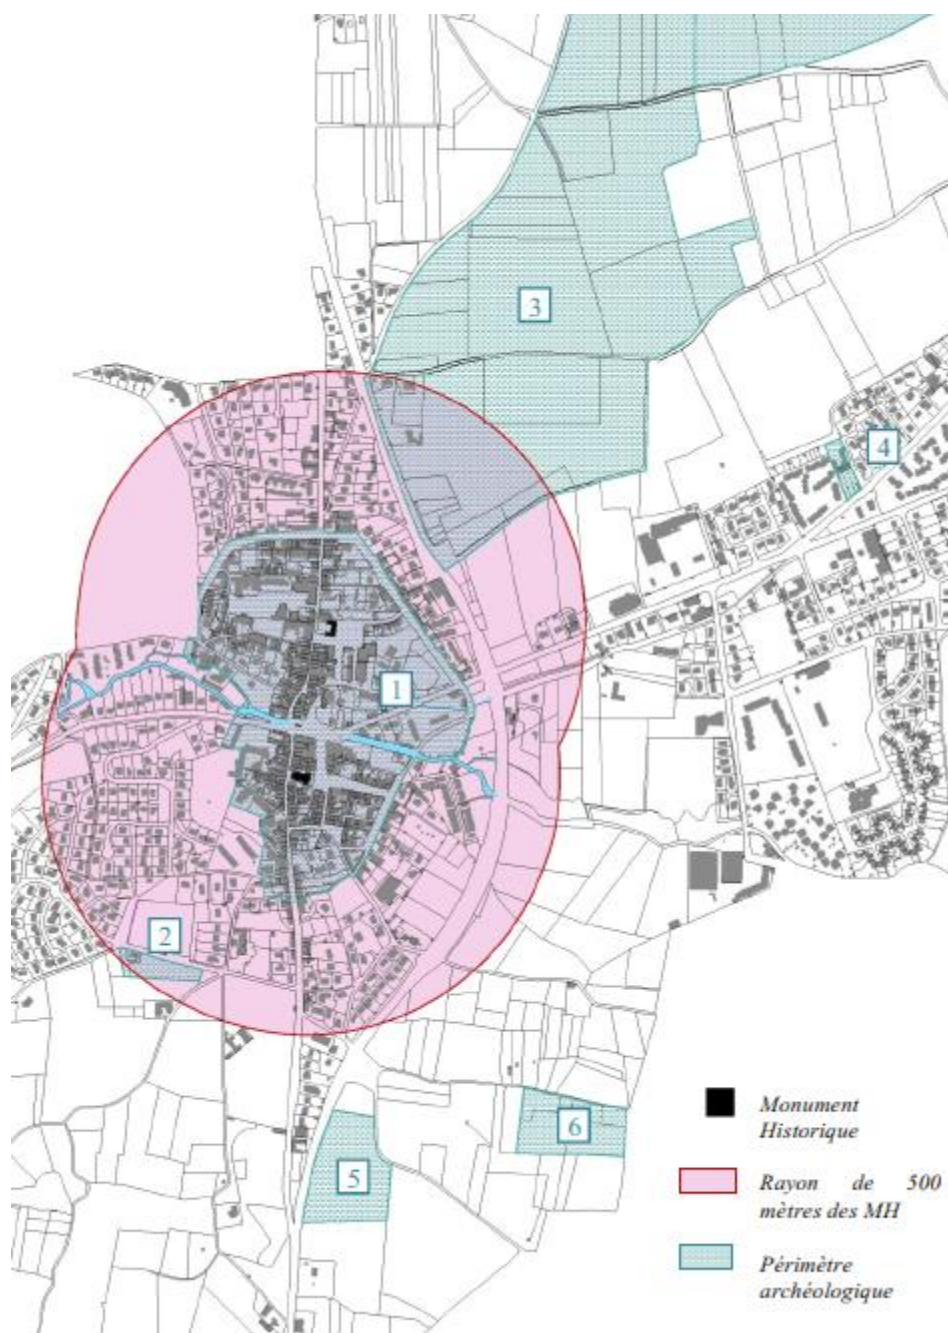 3
4
1
2
6
5
Monument
Historique
Rayon de 500
mètres des MH
Périmètre
archéologique